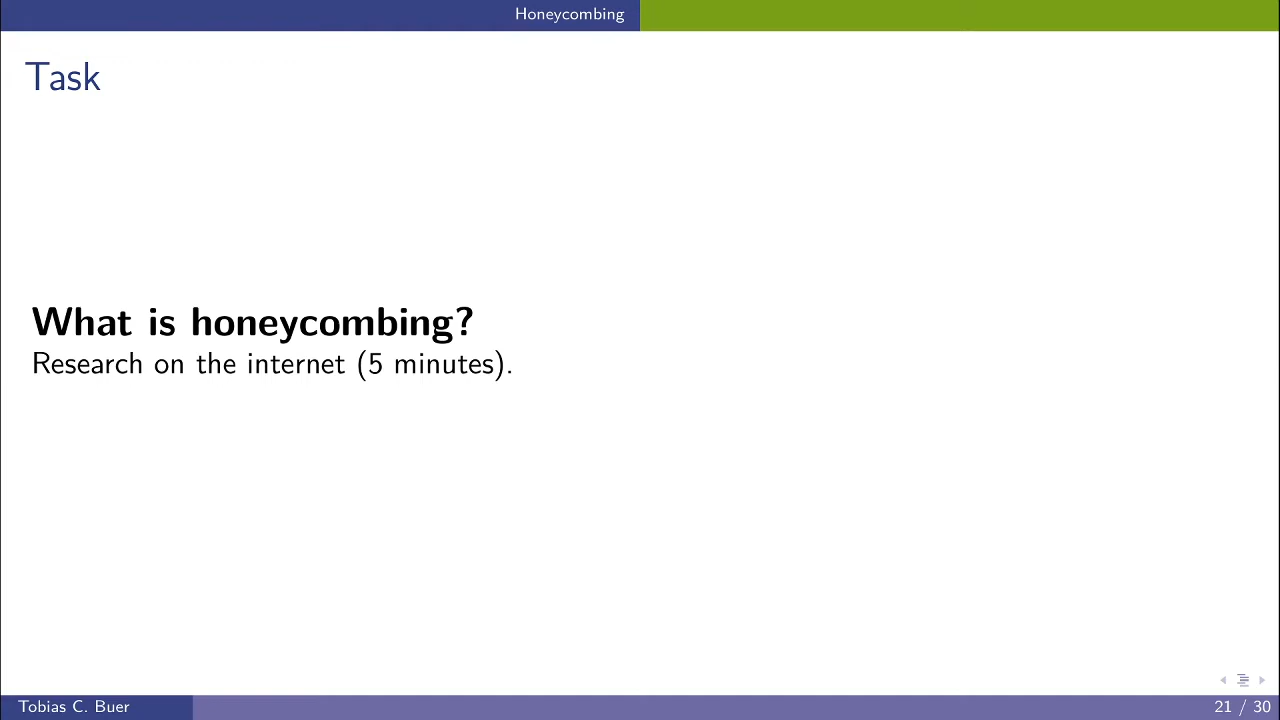 Honeycombing
Task
What is honeycombing?
Research on the internet (5 minutes).
Tobias C. Buer
21 / 30